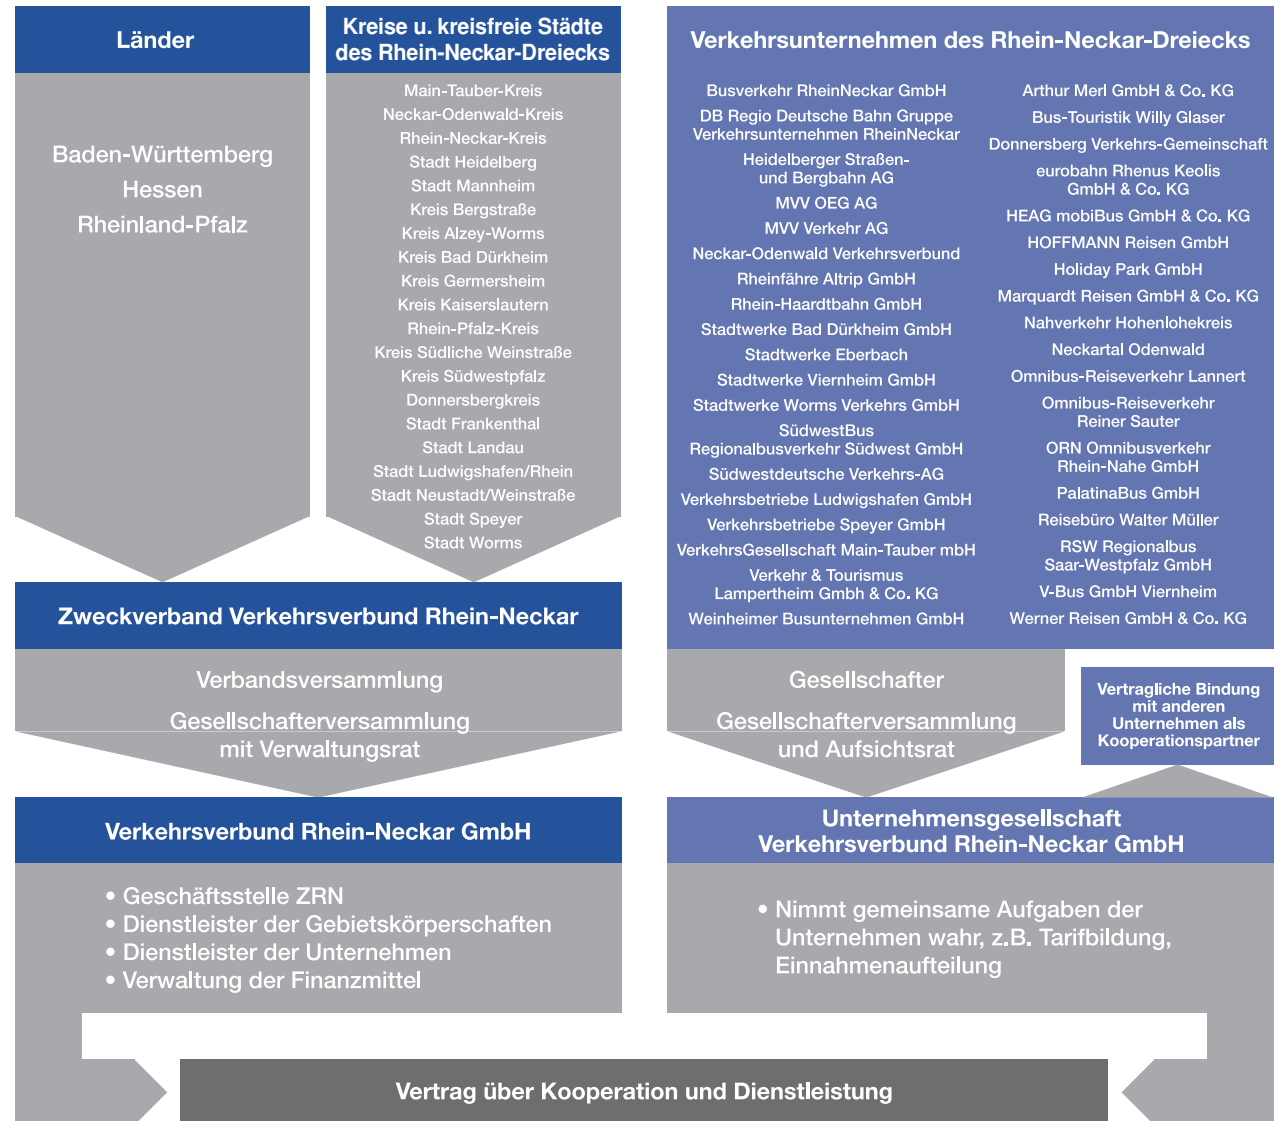 Länder
Baden-Württemberg
Hessen
Rheinland-Pfalz
Kreise u. kreisfreie Städte
des Rhein-Neckar-Dreiecks
Main-Tauber-Kreis
Neckar-Odenwald-Kreis
Rhein-Neckar-Kreis
Stadt Heidelberg
Stadt Mannheim
Kreis Bergstraße
Kreis Alzey-Worms
Kreis Bad Dürkheim
Kreis Germersheim
Kreis Kaiserslautern
Rhein-Pfalz-Kreis
Kreis Südliche Weinstraße
Kreis Südwestpfalz
Donnersbergkreis
Stadt Frankenthal
Stadt Landau
Stadt Ludwigshafen/Rhein
Stadt Neustadt/Weinstraße
Stadt Speyer
Stadt Worms
Zweckverband Verkehrsverbund Rhein-Neckar
Verbandsversammlung
Gesellschafterversammlung
mit Verwaltungsrat
Verkehrsverbund Rhein-Neckar GmbH
• Geschäftsstelle ZRN
• Dienstleister der Gebietskörperschaften
• Dienstleister der Unternehmen
• Verwaltung der Finanzmittel
Verkehrsunternehmen des Rhein-Neckar-Dreiecks
Busverkehr RheinNeckar GmbH
DB Regio Deutsche Bahn Gruppe
Verkehrsunternehmen RheinNeckar
Heidelberger Straßen-
und Bergbahn AG
MVV OEG AG
MVV Verkehr AG
Neckar-Odenwald Verkehrsverbund
Rheinfähre Altrip GmbH
Rhein-Haardtbahn GmbH
Stadtwerke Bad Dürkheim GmbH
Stadtwerke Eberbach
Stadtwerke Viernheim GmbH
Stadtwerke Worms Verkehrs GmbH
SüdwestBus
Regionalbusverkehr Südwest GmbH
Südwestdeutsche Verkehrs-AG
Verkehrsbetriebe Ludwigshafen GmbH
Verkehrsbetriebe Speyer GmbH
VerkehrsGesellschaft Main-Tauber mbH
Verkehr & Tourismus
Lampertheim Gmbh & Co. KG
Weinheimer Busunternehmen GmbH
Arthur Merl GmbH & Co. KG
Bus-Touristik Willy Glaser
Donnersberg Verkehrs-Gemeinschaft
eurobahn Rhenus Keolis
GmbH & Co. KG
HEAG mobiBus GmbH & Co. KG
HOFFMANN Reisen GmbH
Holiday Park GmbH
Marquardt Reisen GmbH & Co. KG
Nahverkehr Hohenlohekreis
Neckartal Odenwald
Omnibus-Reiseverkehr Lannert
Omnibus-Reiseverkehr
Reiner Sauter
ORN Omnibusverkehr
Rhein-Nahe GmbH
PalatinaBus GmbH
Reisebüro Walter Müller
RSW Regionalbus
Saar-Westpfalz GmbH
V-Bus GmbH Viernheim
Werner Reisen GmbH & Co. KG
Gesellschafter
Gesellschafterversammlung
und Aufsichtsrat
Vertragliche Bindung
mit anderen
Unternehmen als
Kooperationspartner
Unternehmensgesellschaft
Verkehrsverbund Rhein-Neckar GmbH
• Nimmt gemeinsame Aufgaben der
Unternehmen wahr, z.B. Tarifbildung,
Einnahmenaufteilung
Vertrag über Kooperation und Dienstleistung